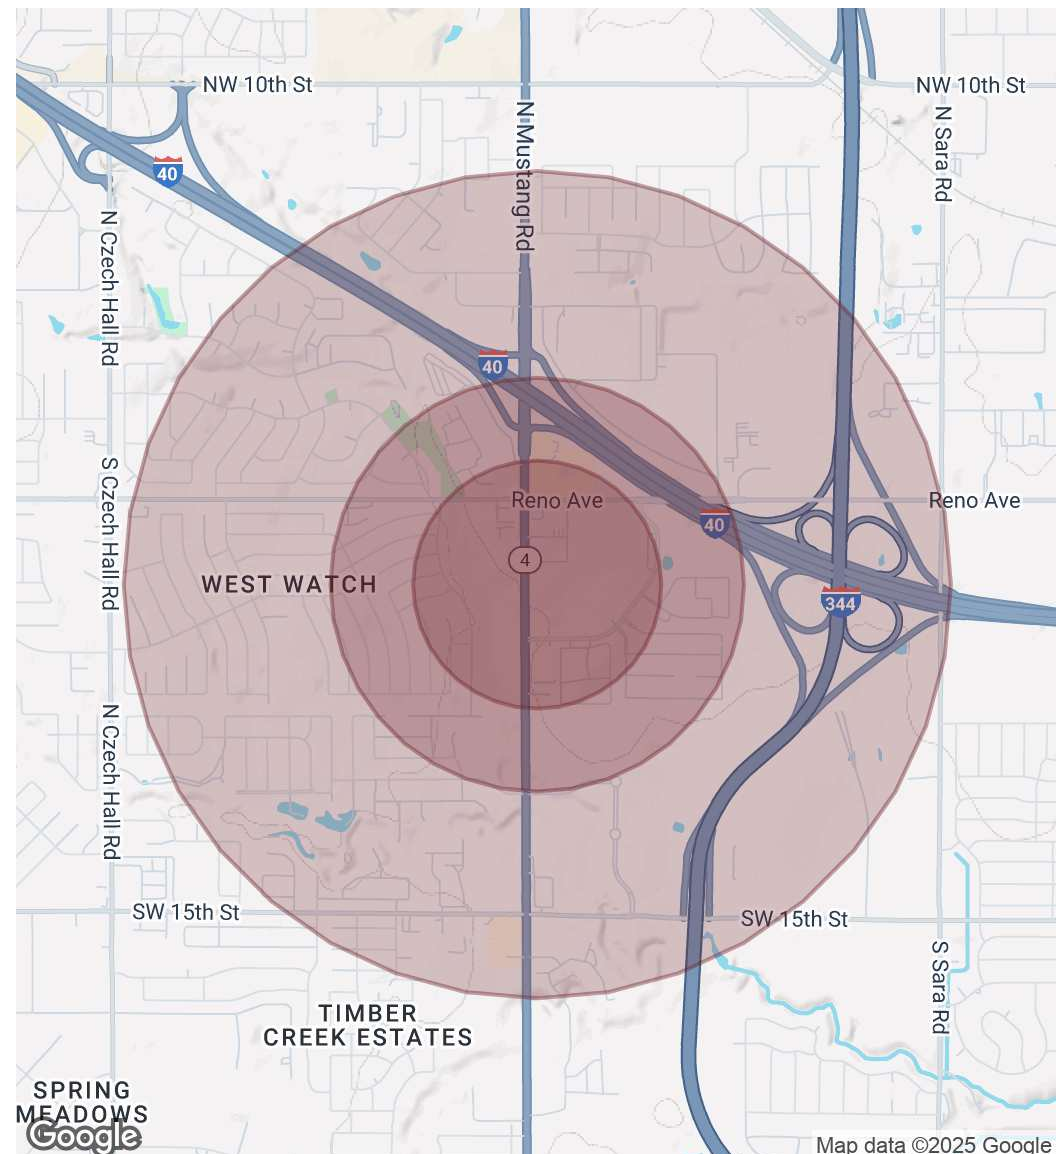 NW 10th St
NW 10th St
N Mustang Rd
N Sara Rd
40
N Czech Hall Rd
40
S Czech Hall Rd
Reno Ave
Reno Ave
40
4
WEST WATCH
344
N Czech Hall Rd
SW 15th St
SW 15th St
S Sara Rd
TIMBER
CREEK ESTATES
SPRING
MEADOWS
Google
Map data ©2025 Google